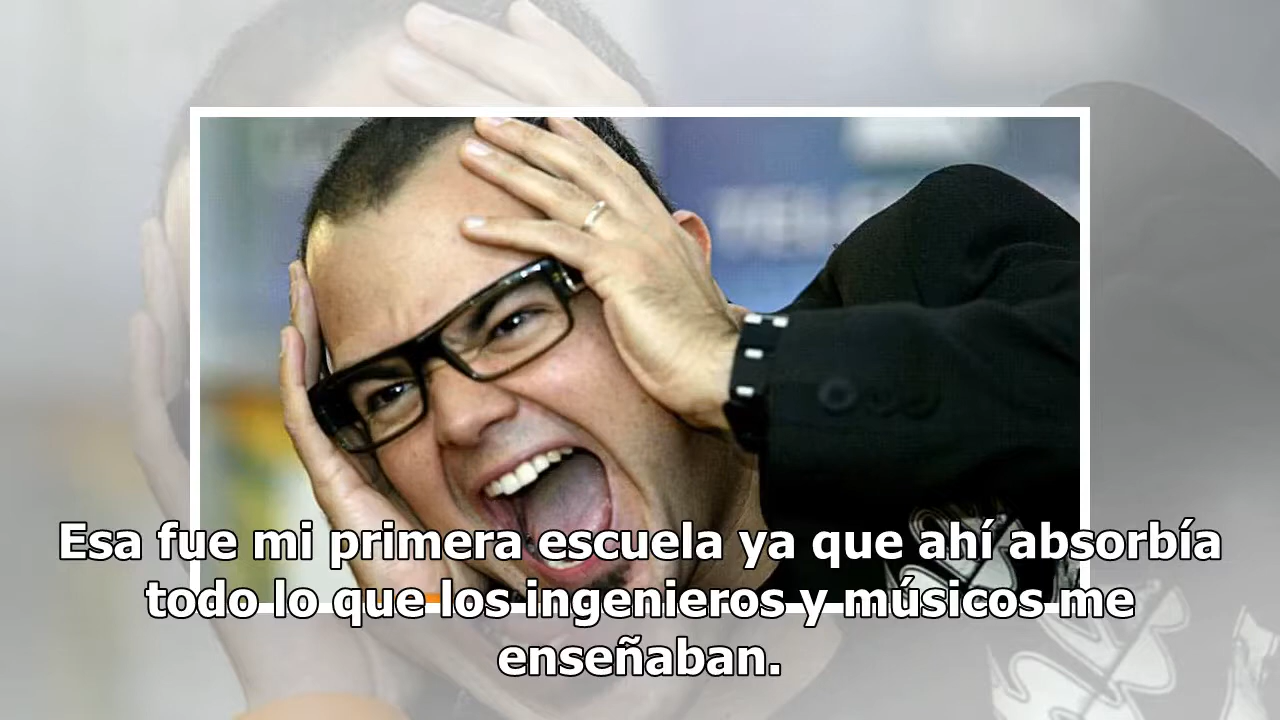 Esa fue mi primera escuela ya que ahí absorbía
todo lo que los ingenieros y músicos me
enseñaban.